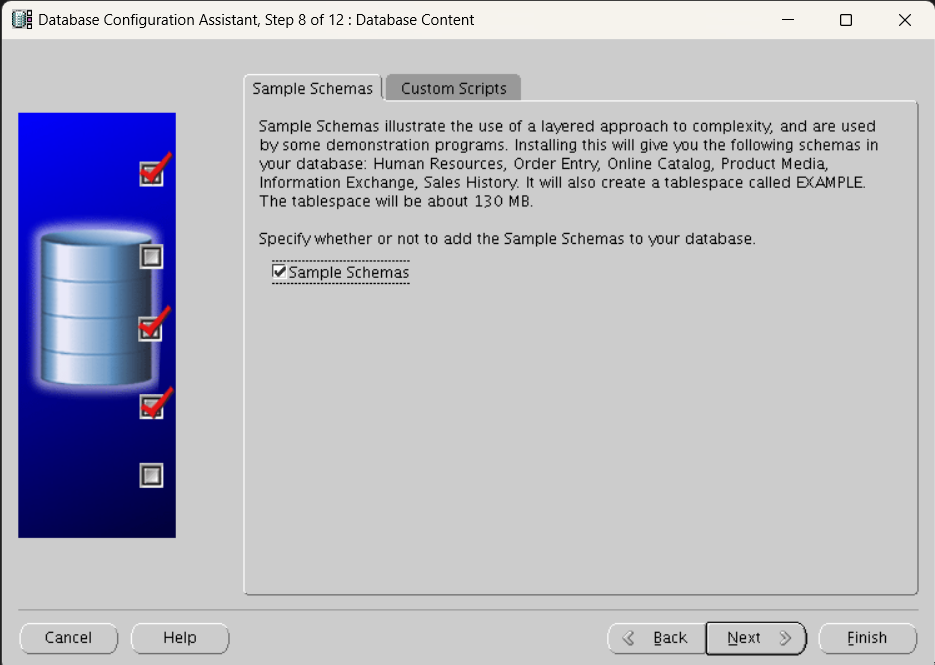 Database Configuration Assistant, Step 8 of 12 : Database Content
Sample Schemas
Custom Scripts
Sample Schemas illustrate the use of a layered approach to complexity, and are used
by some demonstration programs. Installing this will give you the following schemas in
your database: Human Resources, Order Entry, Online Catalog, Product Media,
Information Exchange, Sales History. It will also create a tablespace called EXAMPLE.
The tablespace will be about 130 MB.
Specify whether or not to add the Sample Schemas to your database.
Sample Schemas
Cancel
Help
Back
Next
Finish